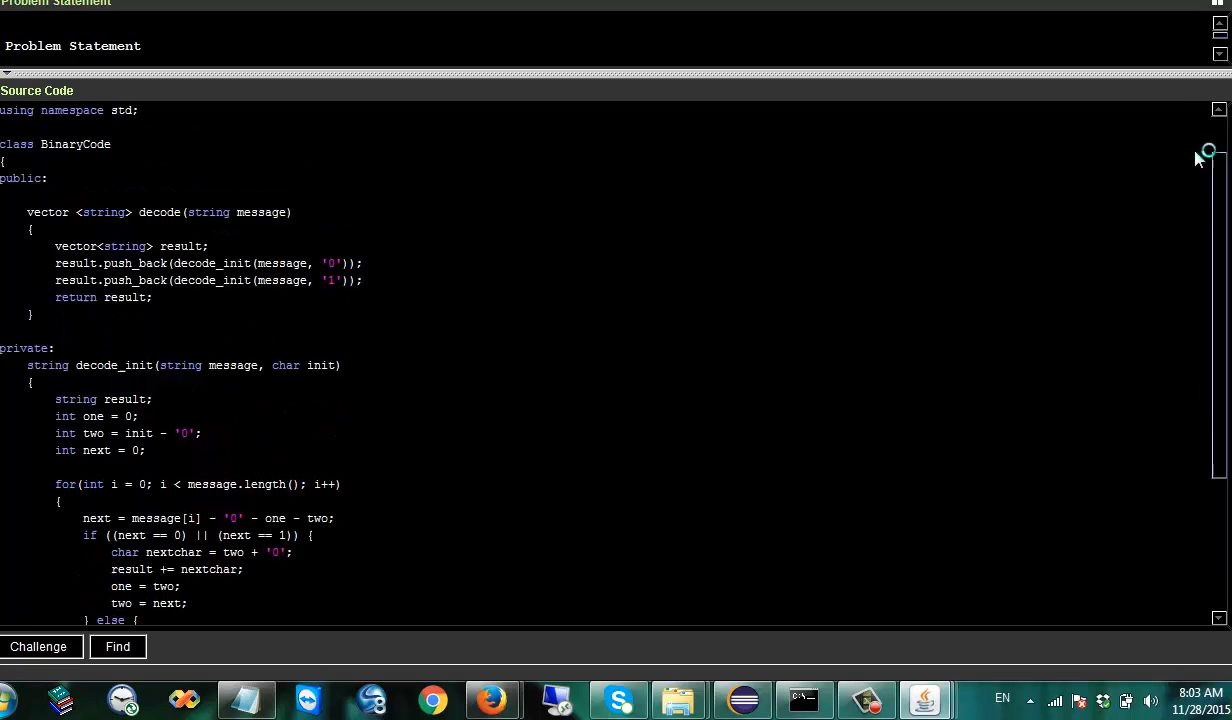 Problem Statement
Problem Statement
Source Code
using namespace std;
class BinaryCode
{
public:
vector <string> decode(string message)
{
vector<string> result;
result.push_back(decode_init(message, '0'));
result.push_back(decode_init(message, '1'));
return result;
}
private:
string decode_init(string message, char init)
{
string result;
int one = 0;
int two = init - '0';
int next = 0;
for(int i = 0; i < message.length(); i++)
{
next = message[i] - '0' - one - two;
if ((next == 0) || (next == 1)) {
char nextchar = two + '0';
result += nextchar;
one = two;
two = next;
} else {
Challenge Find
EN
8:03 AM
11/28/2015